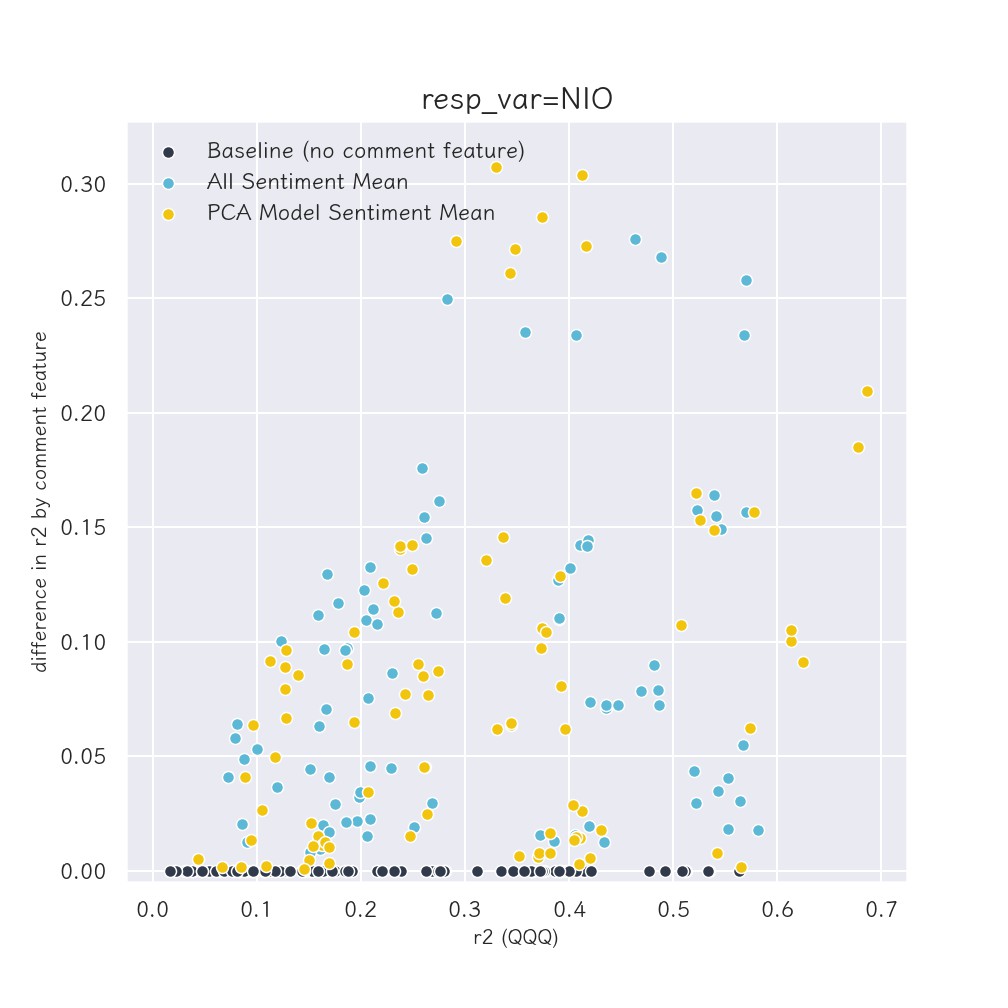 resp_var=NIO
Baseline (no comment feature)
All Sentiment Mean
PCA Model Sentiment Mean
difference in r2 by comment feature
0.30
0.25
0.20
0.15
0.10
0.05
0.00
0.0 0.1 0.2 0.3 0.4 0.5 0.6 0.7
r2 (QQQ)